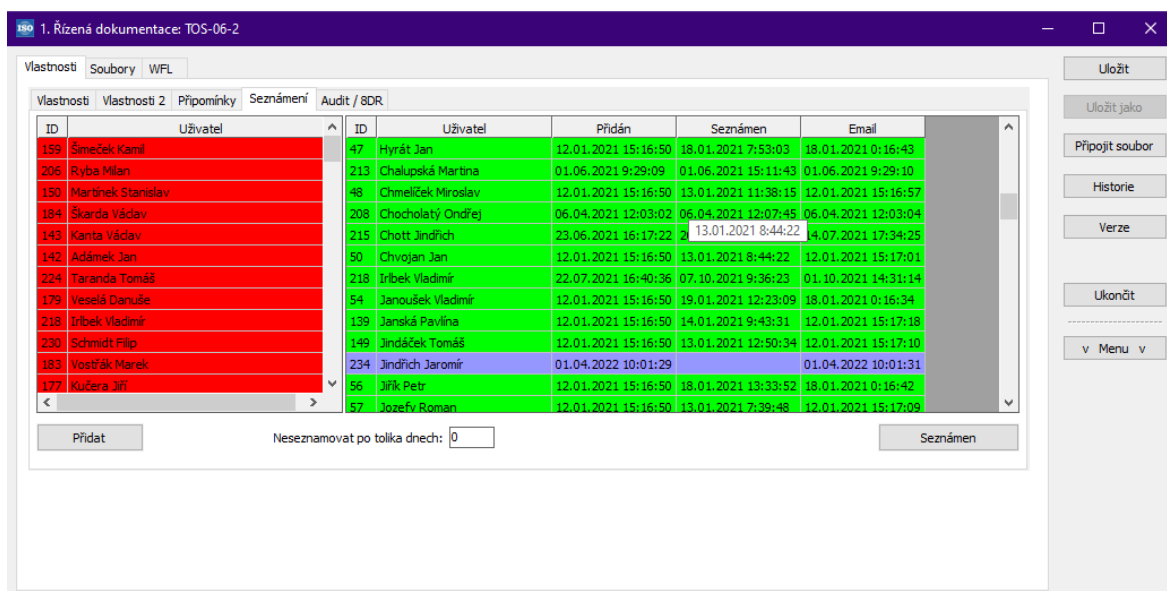 ISO 1. Řízená dokumentace: TOS-06-2
Vlastnosti Soubory WFL
Uložit
Vlastnosti Vlastnosti 2 Připomínky Seznámení Audit / 8DR
Uložit jako
ID Uživatel ID Uživatel Přidán Seznámen Email
159 Šimeček Kamil 47 Hyrát Jan 12.01.2021 15:16:50 18.01.2021 7:53:03 18.01.2021 0:16:43
Připojit soubor
206 Ryba Milan 213 Chalupská Martina 01.06.2021 9:29:09 01.06.2021 15:11:43 01.06.2021 9:29:10
150 Martínek Stanislav 48 Chmelíček Miroslav 12.01.2021 15:16:50 13.01.2021 11:38:15 12.01.2021 15:16:57
Historie
184 Škarda Václav 208 Chocholatý Ondřej 06.04.2021 12:03:02 06.04.2021 12:07:45 06.04.2021 12:03:04
Verze
143 Kanta Václav 215 Chott Jindřich 23.06.2021 16:17:22 13.01.2021 8:44:22 14.07.2021 17:34:25
142 Adámek Jan 50 Chvojan Jan 12.01.2021 15:16:50 13.01.2021 8:44:22 12.01.2021 15:17:01
224 Taranda Tomáš 218 Irlbek Vladimír 22.07.2021 16:40:36 07.10.2021 9:36:23 01.10.2021 14:31:14
179 Veselá Danuše 54 Janoušek Vladimír 12.01.2021 15:16:50 19.01.2021 12:23:09 18.01.2021 0:16:34
Ukončit
218 Irlbek Vladimír 139 Janská Pavlína 12.01.2021 15:16:50 14.01.2021 9:43:31 12.01.2021 15:17:18
230 Schmidt Filip 149 Jindáček Tomáš 12.01.2021 15:16:50 13.01.2021 12:50:34 12.01.2021 15:17:10
v Menu v
183 Vostřák Marek 234 Jindřich Jaromír 01.04.2022 10:01:29 01.04.2022 10:01:31
177 Kučera Jiří 56 Jiřík Petr 12.01.2021 15:16:50 18.01.2021 13:33:52 18.01.2021 0:16:42
57 Jozefy Roman 12.01.2021 15:16:50 13.01.2021 7:39:48 12.01.2021 15:17:09
Přidat Neseznamovat po tolika dnech: 0 Seznámen